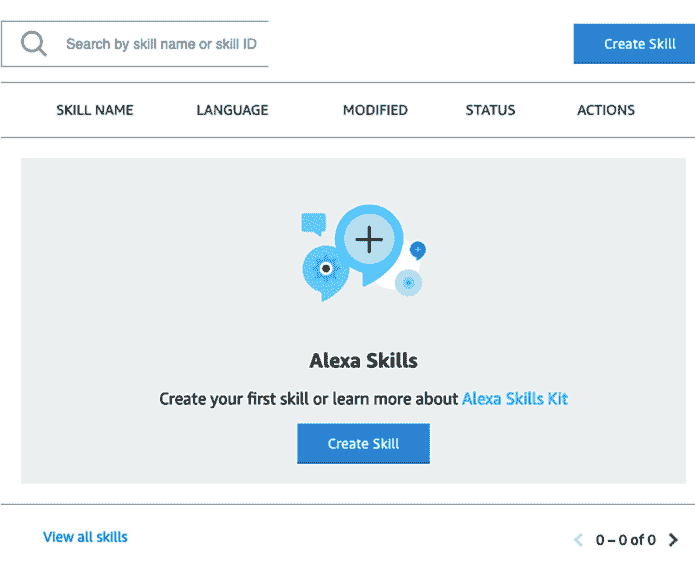 Search by skill name or skill ID
Create Skill
SKILL NAME LANGUAGE MODIFIED STATUS ACTIONS
Alexa Skills
Create your first skill or learn more about Alexa Skills Kit
Create Skill
View all skills
0 – 0 of 0